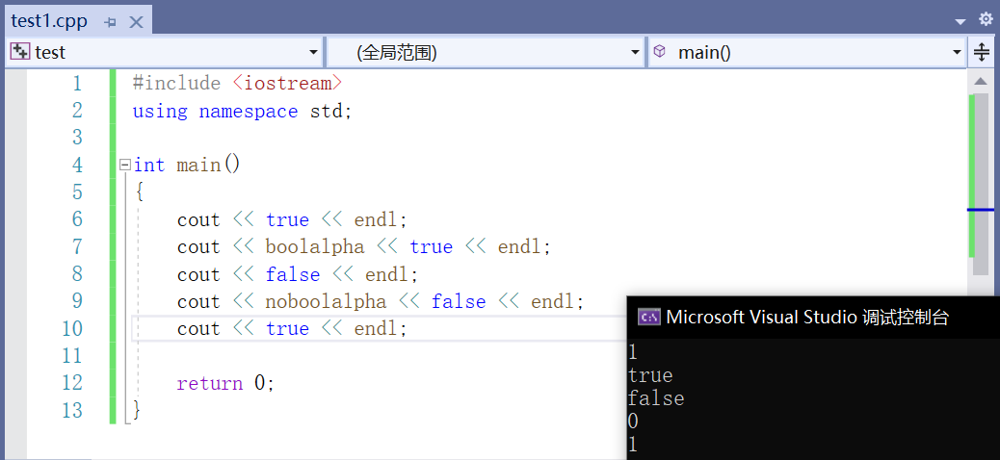 test1.cpp
test (全局范围) main()
1 #include <iostream>
2 using namespace std;
3
4 int main()
5 {
6 cout << true << endl;
7 cout << boolalpha << true << endl;
8 cout << false << endl;
9 cout << noboolalpha << false << endl;
10 cout << true << endl;
11
12 return 0;
13 }
C:\ Microsoft Visual Studio 调试控制台
1
true
false
0
1